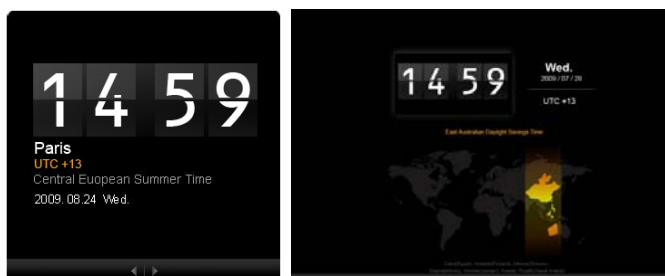 14 59
Paris
UTC +13
Central Euopean Summer Time
2009. 08.24 Wed.
14 59
Wed.
2009 / 07 / 29
UTC +13
East Australian Daylight Savings Time